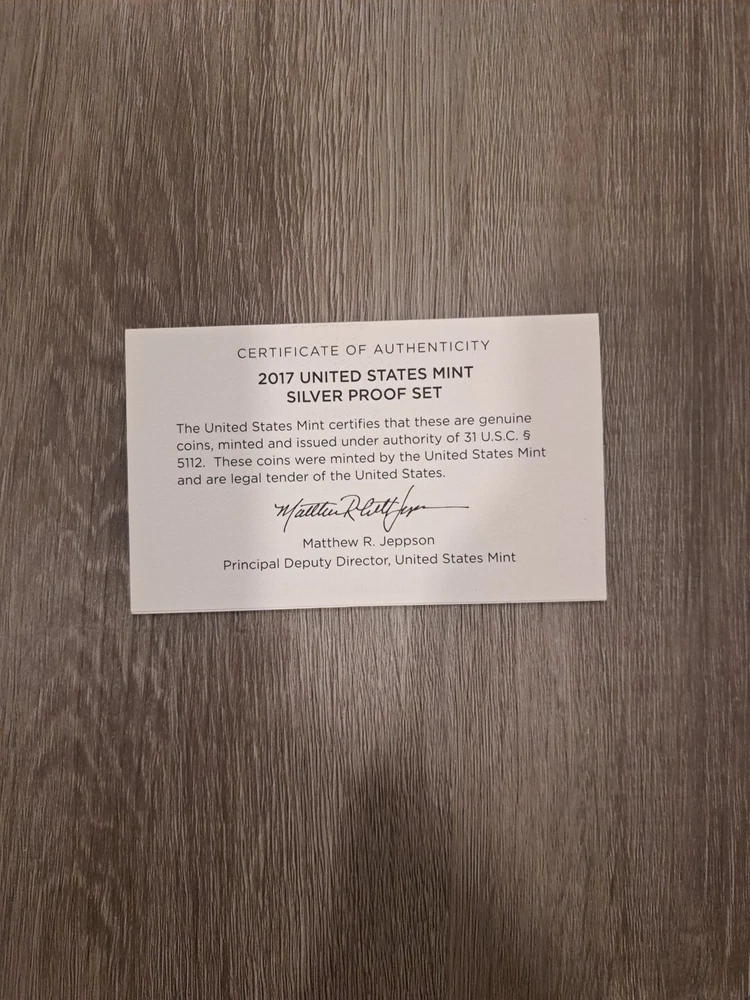 CERTIFICATE OF AUTHENTICITY
2017 UNITED STATES MINT
SILVER PROOF SET
The United States Mint certifies that these are genuine
coins, minted and issued under authority of 31 U.S.C. §
5112.  These coins were minted by the United States Mint
and are legal tender of the United States.
Matthew R. Jeppson
Principal Deputy Director, United States Mint